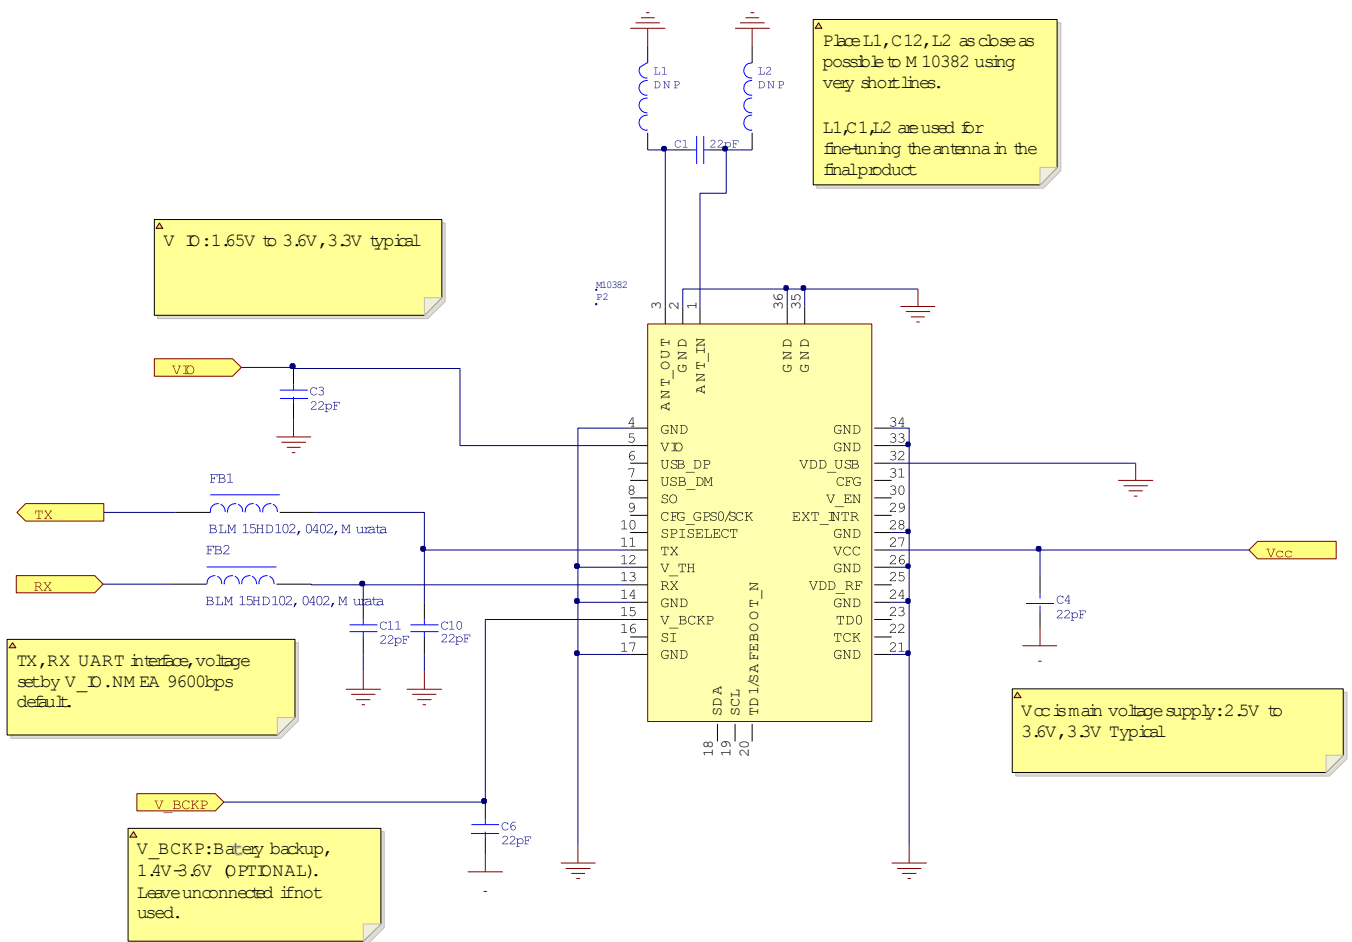 L1
DNP
L2
DNP
C1
22pF
Place L1, C12, L2 as close as
possible to M10382 using
very short lines.
L1,C1,L2 are used for
fine-tuning the antenna in the
final product
V_IO: 1.65V to 3.6V, 3.3V typical
M10382
P2
3
2
1
36
35
ANT_OUT
GND
ANT_IN
GND
GND
VIO
C3
22pF
4 GND
5 VIO
6 USB_DP
7 USB_DM
8 SO
9 CFG_GPS0/SCK
10 SPISELECT
11 TX
12 V_TH
13 RX
14 GND
15 V_BCKP
16 SI
17 GND
GND 34
GND 33
VDD_USB 32
CFG 31
V_EN 30
EXT_INTR 29
GND 28
VCC 27
GND 26
VDD_RF 25
GND 24
TD0 23
TCK 22
GND 21
SDA
SCL
TD1/SAFEBOOT_N
18
19
20
FB1
TX
BLM15HD102, 0402, Murata
FB2
RX
BLM15HD102, 0402, Murata
C11
22pF
C10
22pF
Vcc
C4
22pF
TX,RX UART interface, voltage
set by V_IO. NMEA 9600bps
default.
Vcc is main voltage supply: 2.5V to
3.6V, 3.3V Typical
V_BCKP
C6
22pF
V_BCKP: Battery backup,
1.4V-3.6V (OPTIONAL).
Leave unconnected if not
used.